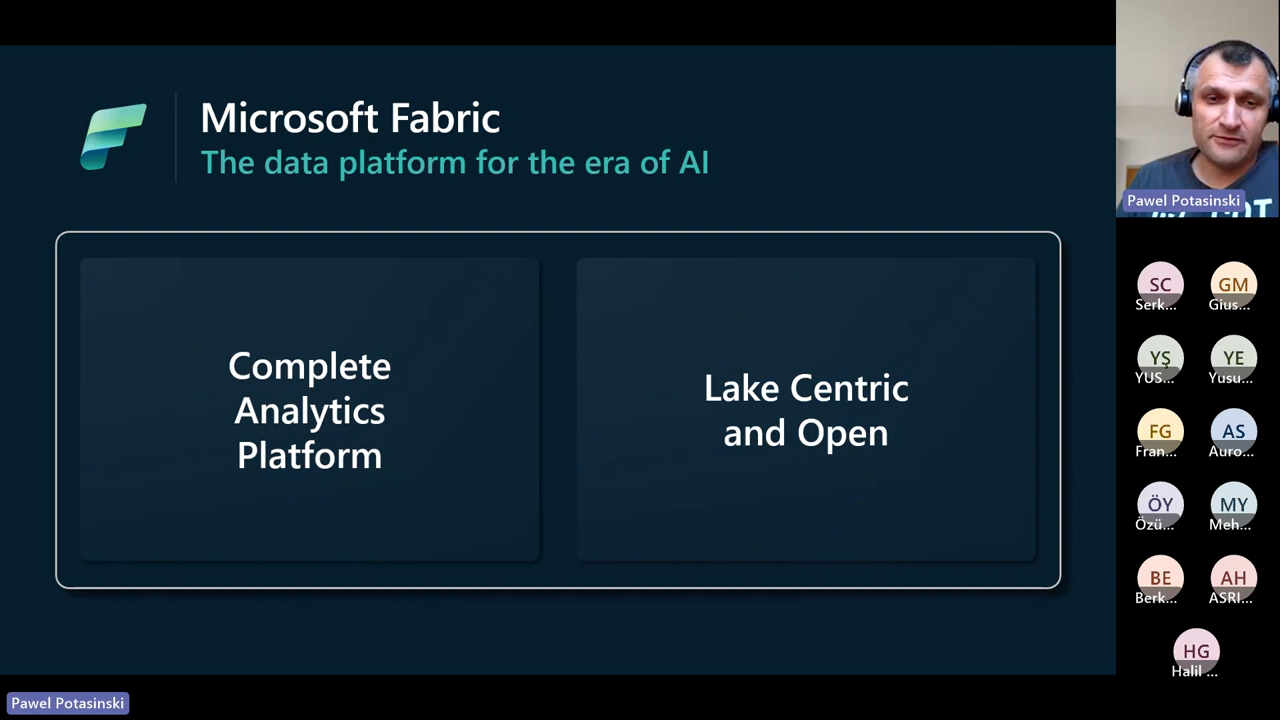 Microsoft Fabric
The data platform for the era of AI
Complete
Analytics
Platform
Lake Centric
and Open
Pawel Potasinski
SC
Serk...
GM
Gius...
YŞ
YUS...
YE
Yusu...
FG
Fran...
AS
Auro...
ÖY
Özü...
MY
Meh...
BE
Berk...
AH
ASRI...
HG
Halil ...
Pawel Potasinski